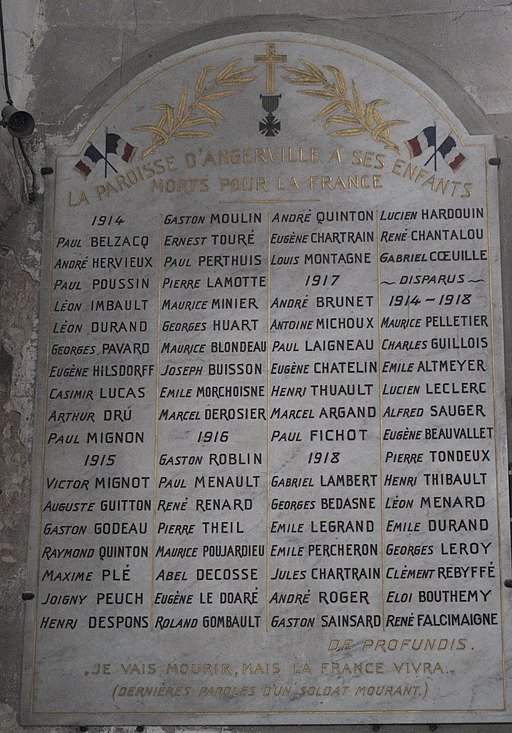 LA PAROISSE D'ANGERVILLE À SES ENFANTS
MORTS POUR LA FRANCE
1914
PAUL BELZACQ
ANDRÉ HERVIEUX
PAUL POUSSIN
LÉON IMBAULT
LÉON DURAND
GEORGES PAVARD
EUGÈNE HILSDORFF
CASIMIR LUCAS
ARTHUR DRÛ
PAUL MIGNON
1915
VICTOR MIGNOT
AUGUSTE GUITTON
GASTON GODEAU
RAYMOND QUINTON
MAXIME PLÉ
JOIGNY PEUCH
HENRI DESPONS
GASTON MOULIN
ERNEST TOURÉ
PAUL PERTHUIS
PIERRE LAMOTTE
MAURICE MINIER
GEORGES HUART
MAURICE BLONDEAU
JOSEPH BUISSON
EMILE MORCHOISNE
MARCEL DEROSIER
1916
GASTON ROBLIN
PAUL MENAULT
RENÉ RENARD
PIERRE THEIL
MAURICE POUJARDIEU
ABEL DECOSSE
EUGÈNE LE DOARÉ
ROLAND GOMBAULT
ANDRÉ QUINTON
EUGÈNE CHARTRAIN
LOUIS MONTAGNE
1917
ANDRÉ BRUNET
ANTOINE MICHOUX
PAUL LAIGNEAU
EUGÈNE CHATELIN
HENRI THUAULT
MARCEL ARGAND
PAUL FICHOT
1918
GABRIEL LAMBERT
GEORGES BEDASNE
EMILE LEGRAND
EMILE PERCHERON
JULES CHARTRAIN
ANDRÉ ROGER
GASTON SAINSARD
LUCIEN HARDOUIN
RENÉ CHANTALOU
GABRIEL CŒUILLE
~ DISPARUS ~
1914 - 1918
MAURICE PELLETIER
CHARLES GUILLOIS
EMILE ALTMEYER
LUCIEN LECLERC
ALFRED SAUGER
EUGÈNE BEAUVALLET
PIERRE TONDEUX
HENRI THIBAULT
LÉON MENARD
EMILE DURAND
GEORGES LEROY
CLÉMENT REBYFFÉ
ELOI BOUTHEMY
RENÉ FALCIMAIGNE
DE PROFUNDIS.
"JE VAIS MOURIR, MAIS LA FRANCE VIVRA..."
(DERNIÈRES PAROLES D'UN SOLDAT MOURANT.)